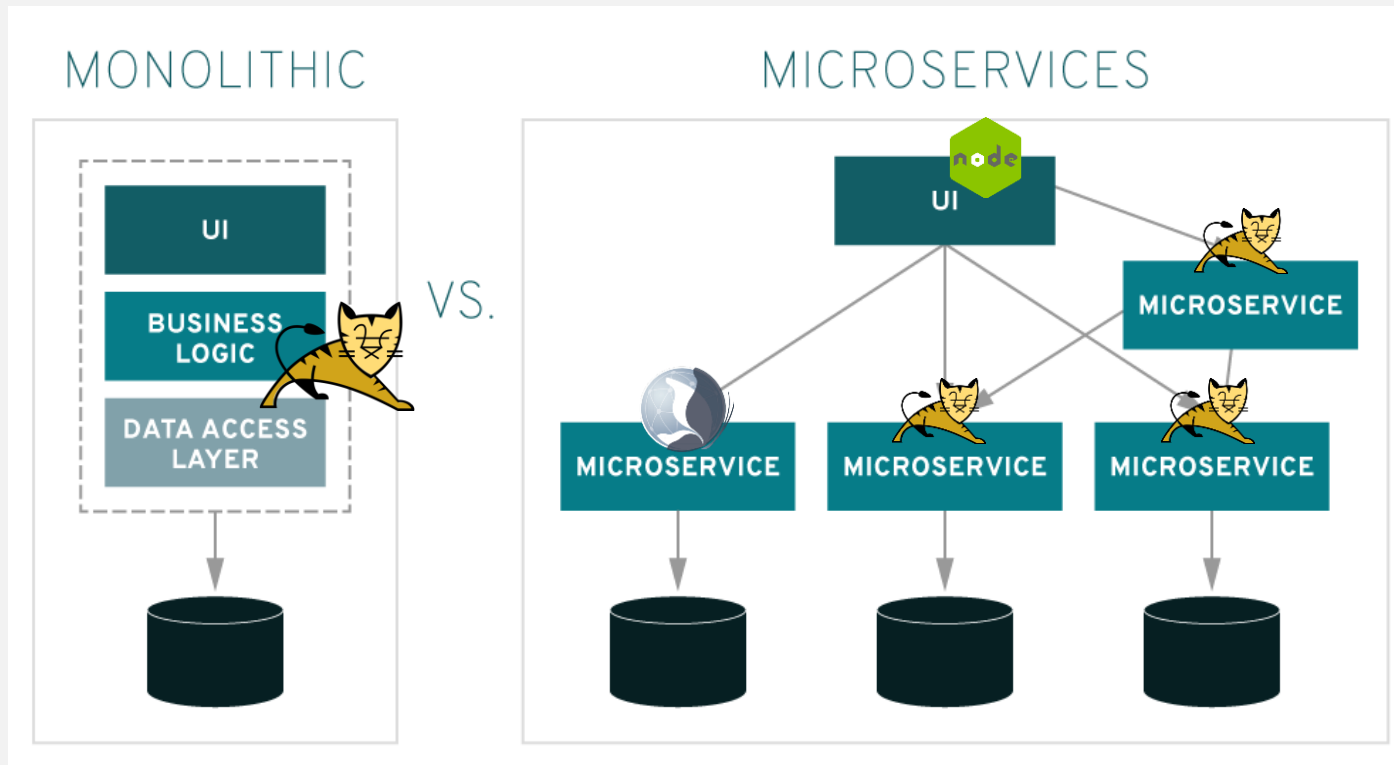 MONOLITHIC
MICROSERVICES
UI
BUSINESS
LOGIC
DATA ACCESS
LAYER
VS.
node
UI
MICROSERVICE
MICROSERVICE
MICROSERVICE
MICROSERVICE